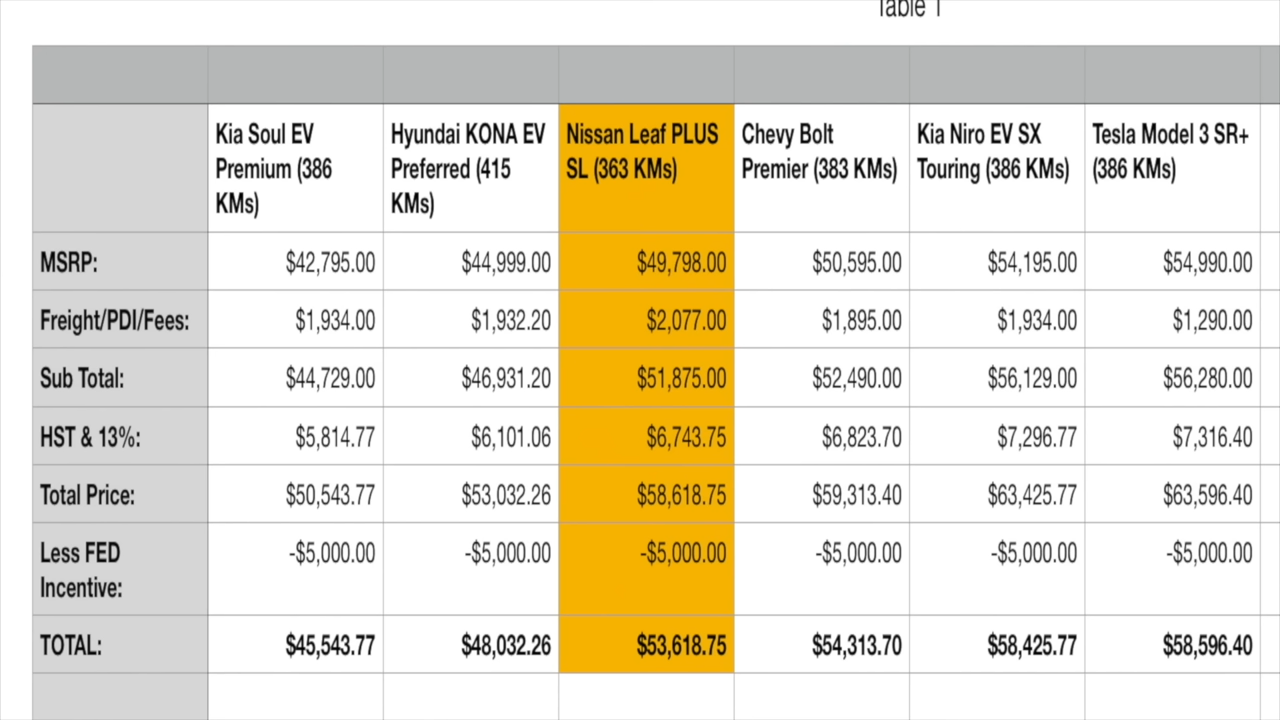 Table 1
Kia Soul EV Premium (386 KMs) Hyundai KONA EV Preferred (415 KMs) Nissan Leaf PLUS SL (363 KMs) Chevy Bolt Premier (383 KMs) Kia Niro EV SX Touring (386 KMs) Tesla Model 3 SR+ (386 KMs)
MSRP: $42,795.00 $44,999.00 $49,798.00 $50,595.00 $54,195.00 $54,990.00
Freight/PDI/Fees: $1,934.00 $1,932.20 $2,077.00 $1,895.00 $1,934.00 $1,290.00
Sub Total: $44,729.00 $46,931.20 $51,875.00 $52,490.00 $56,129.00 $56,280.00
HST & 13%: $5,814.77 $6,101.06 $6,743.75 $6,823.70 $7,296.77 $7,316.40
Total Price: $50,543.77 $53,032.26 $58,618.75 $59,313.40 $63,425.77 $63,596.40
Less FED Incentive: -$5,000.00 -$5,000.00 -$5,000.00 -$5,000.00 -$5,000.00 -$5,000.00
TOTAL: $45,543.77 $48,032.26 $53,618.75 $54,313.70 $58,425.77 $58,596.40